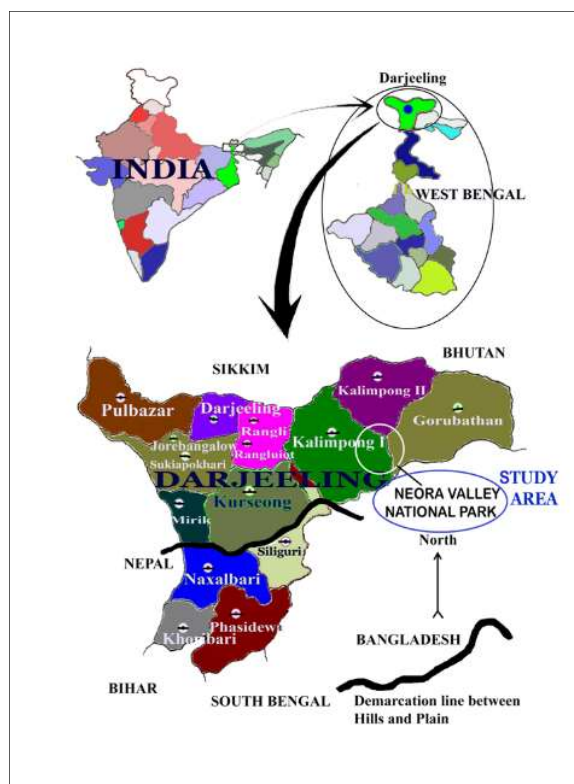 Darjeeling
INDIA
WEST BENGAL
SIKKIM
BHUTAN
Kalimpong II
Pulbazar
Darjeeling
Gorubathan
Rangli
Rangluiot
Kalimpong I
Jorebangalow
Sukiapokhari
DARJEELING
STUDY
AREA
NEORA VALLEY
NATIONAL PARK
Kurseong
Mirik
North
Siliguri
NEPAL
Naxalbari
Phasidewa
Khoribari
BANGLADESH
BIHAR
SOUTH BENGAL
Demarcation line between
Hills and Plain